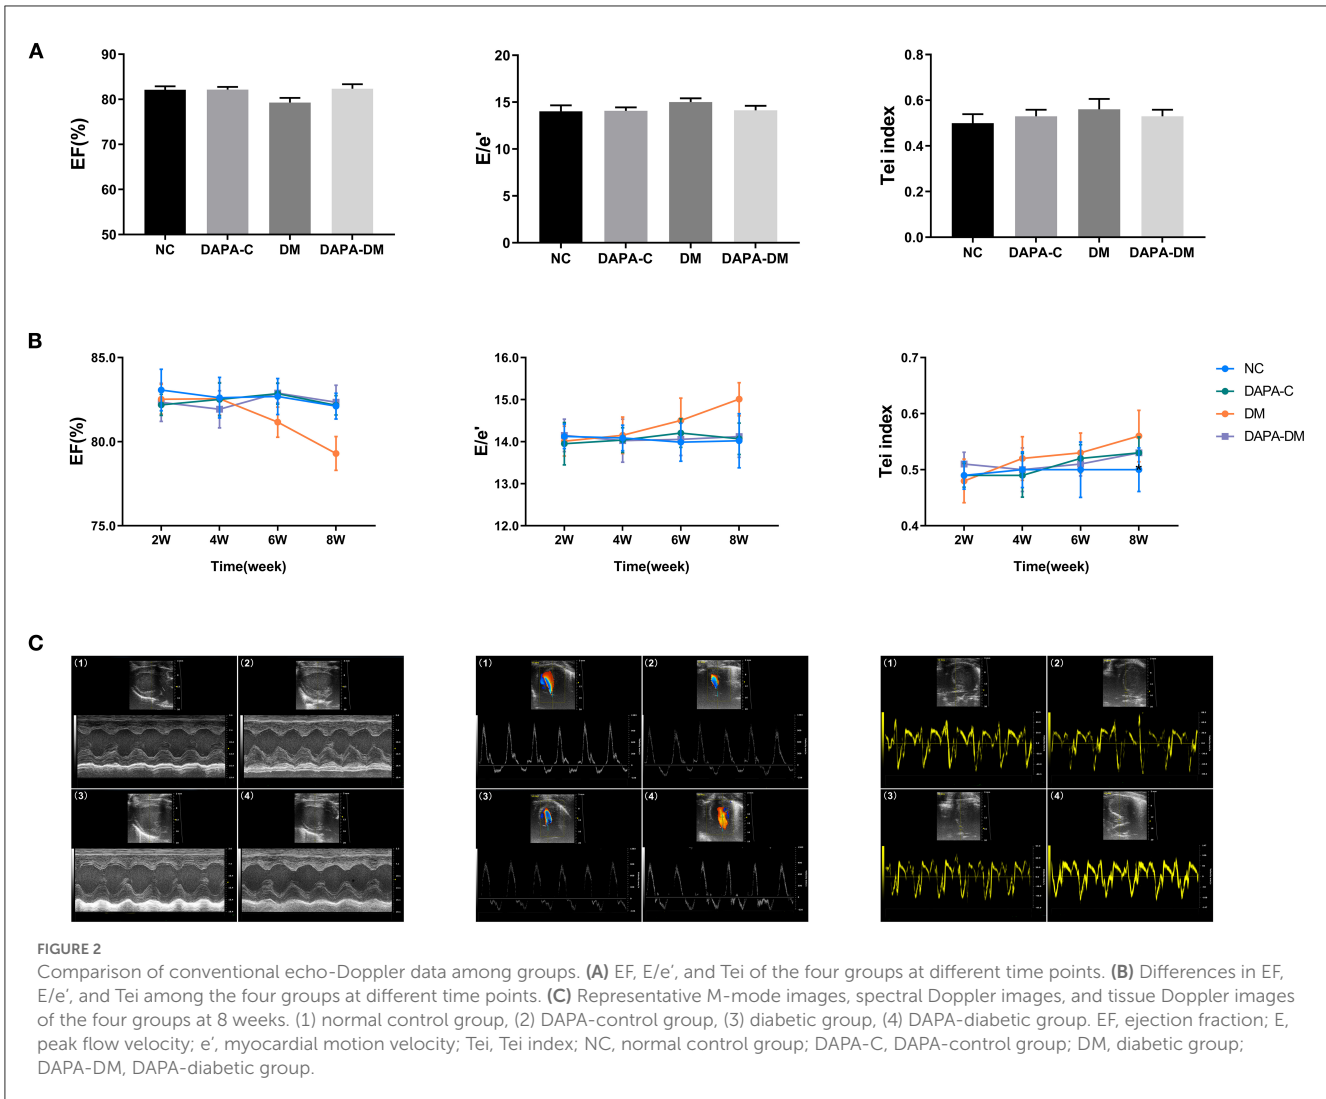 A
90
80
70
60
50
EF(%)
NC DAPA-C DM DAPA-DM
20
15
10
5
0
E/e'
NC DAPA-C DM DAPA-DM
0.8
0.6
0.4
0.2
0.0
Tei index
NC DAPA-C DM DAPA-DM
B
85.0
80.0
75.0
EF(%)
2W 4W 6W 8W
Time(week)
16.0
15.0
14.0
13.0
12.0
E/e'
2W 4W 6W 8W
Time(week)
0.7
0.6
0.5
0.4
Tei index
2W 4W 6W 8W
Time(week)
NC
DAPA-C
DM
DAPA-DM
C
(1) (2)
(3) (4)
(1) (2)
(3) (4)
(1) (2)
(3) (4)
FIGURE 2
Comparison of conventional echo-Doppler data among groups. (A) EF, E/e′, and Tei of the four groups at different time points. (B) Differences in EF,
E/e′, and Tei among the four groups at different time points. (C) Representative M-mode images, spectral Doppler images, and tissue Doppler images
of the four groups at 8 weeks. (1) normal control group, (2) DAPA-control group, (3) diabetic group, (4) DAPA-diabetic group. EF, ejection fraction; E,
peak flow velocity; e′, myocardial motion velocity; Tei, Tei index; NC, normal control group; DAPA-C, DAPA-control group; DM, diabetic group;
DAPA-DM, DAPA-diabetic group.